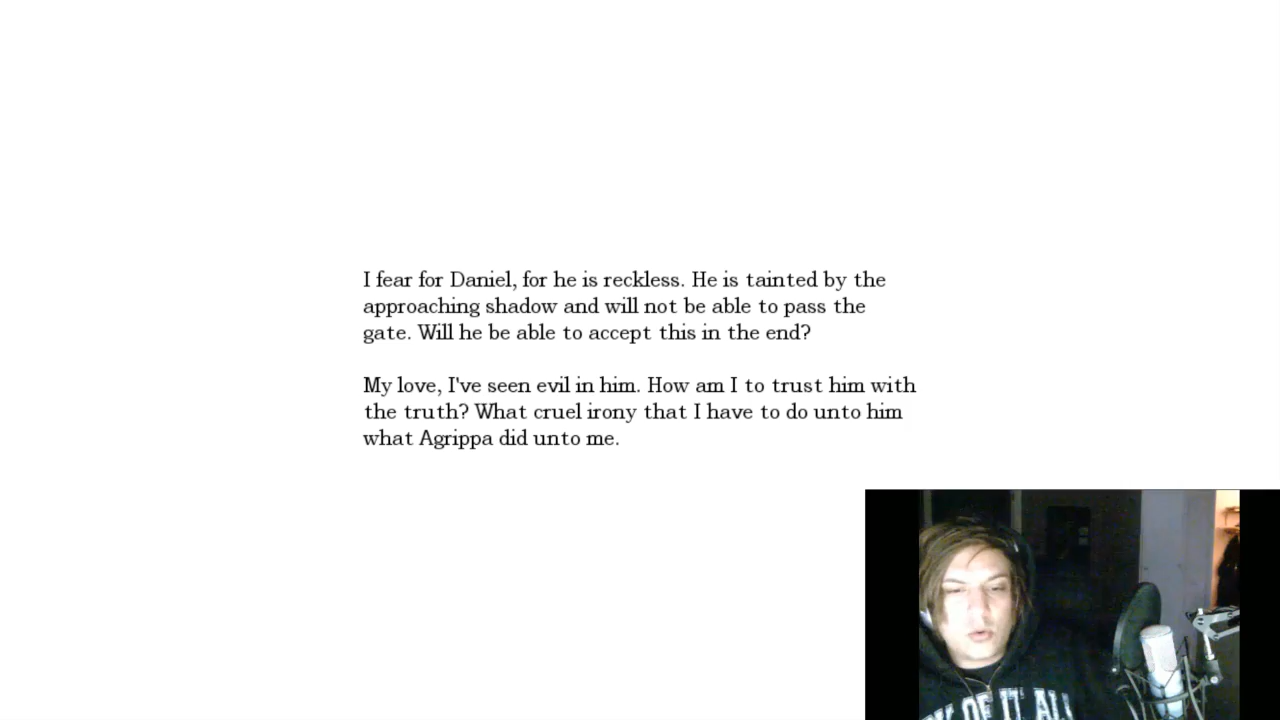 I fear for Daniel, for he is reckless. He is tainted by the
approaching shadow and will not be able to pass the
gate. Will he be able to accept this in the end?
My love, I've seen evil in him. How am I to trust him with
the truth? What cruel irony that I have to do unto him
what Agrippa did unto me.
OF IT ALL